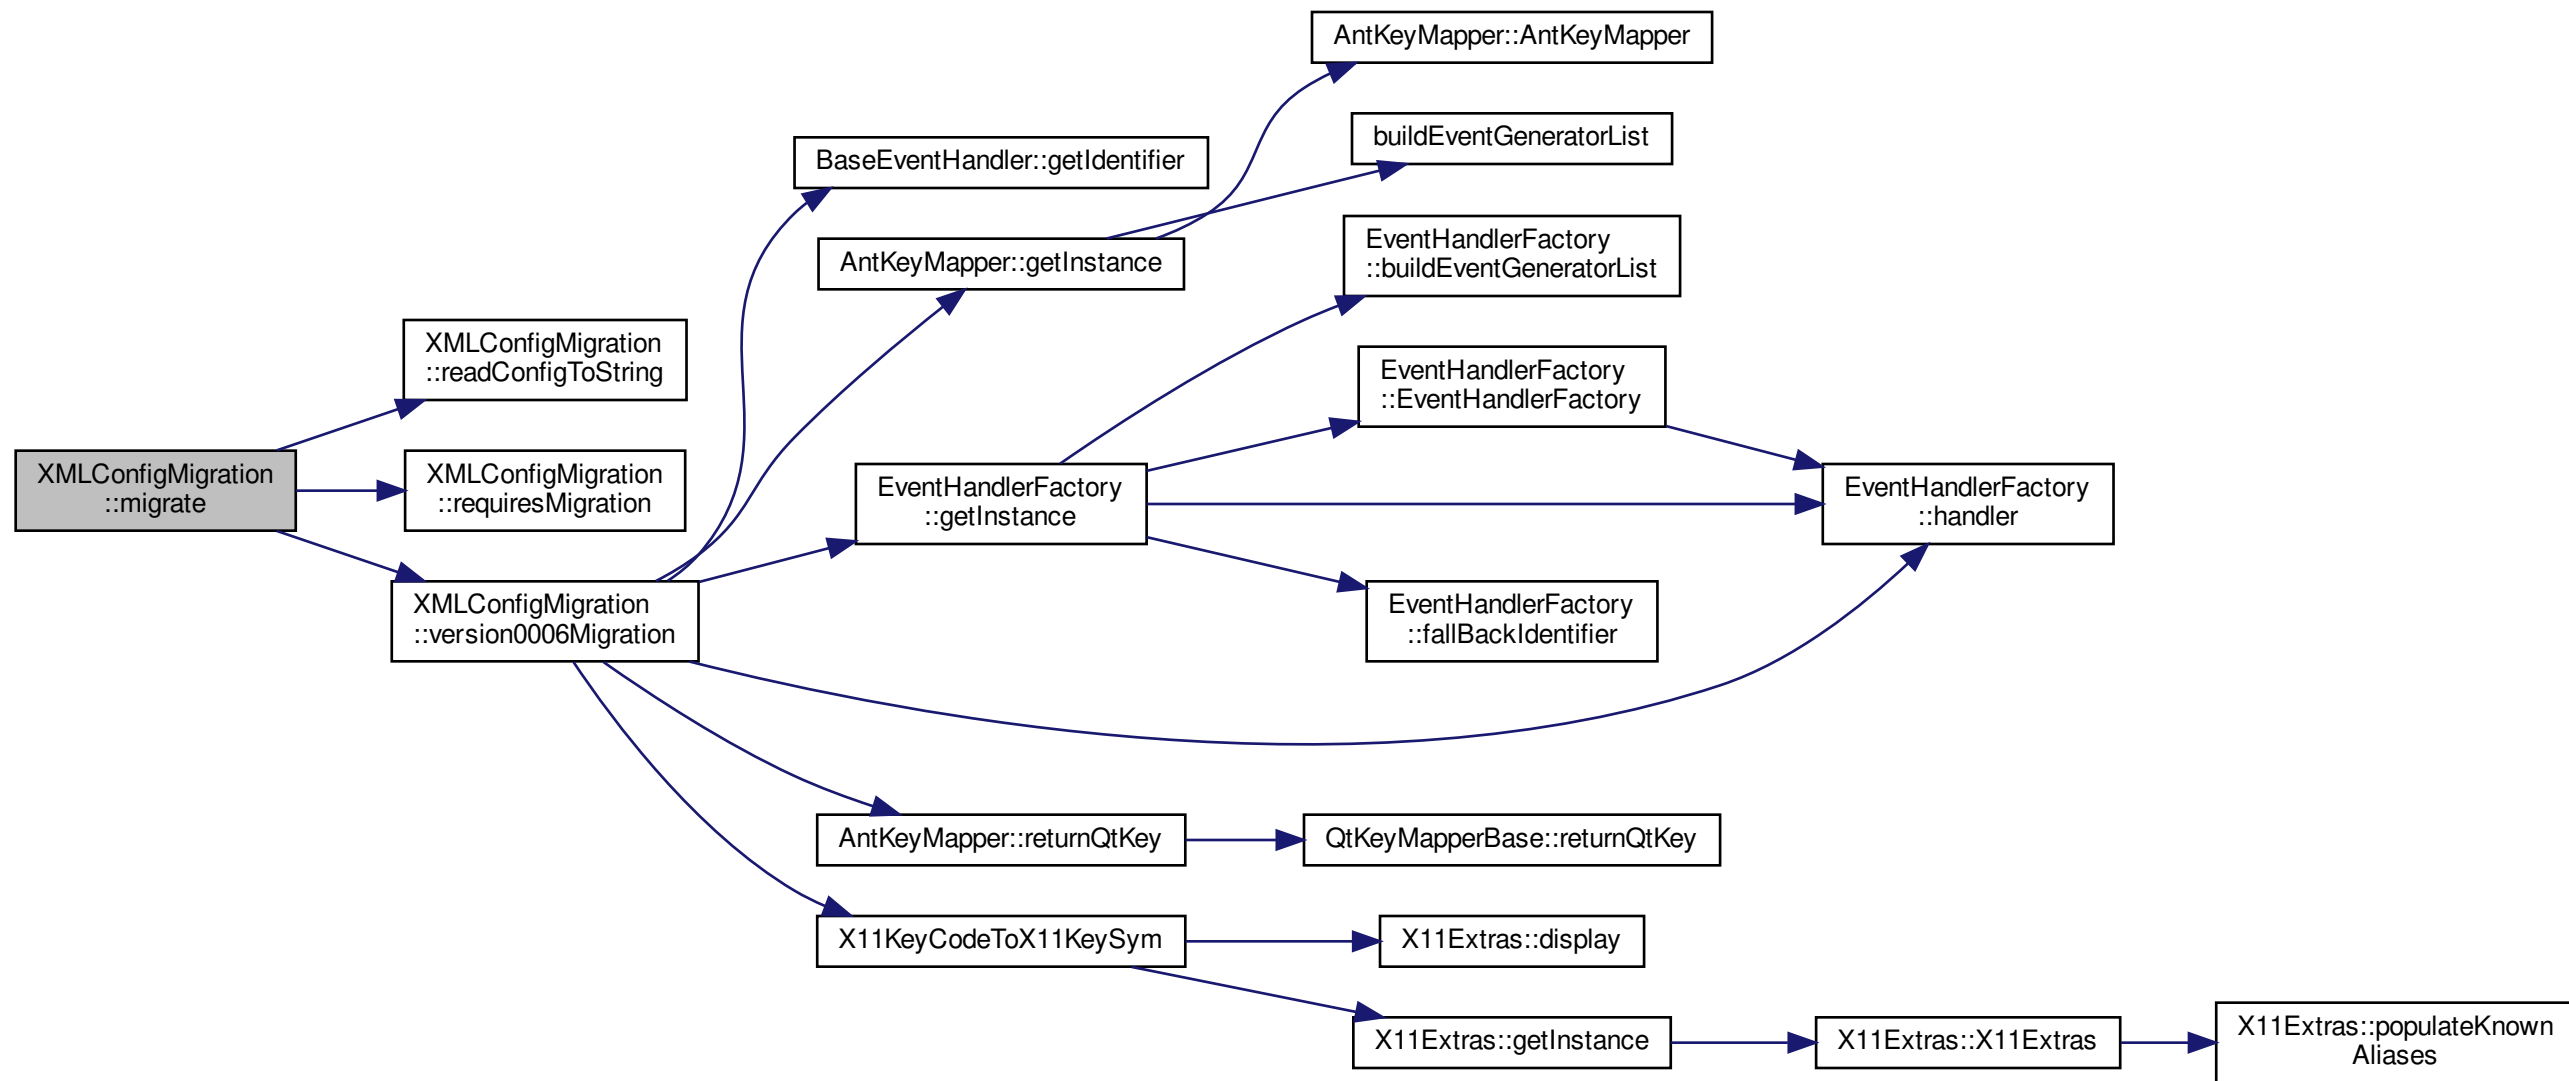 AntKeyMapper::AntKeyMapper
buildEventGeneratorList
BaseEventHandler::getIdentifier
AntKeyMapper::getInstance
EventHandlerFactory
::buildEventGeneratorList
XMLConfigMigration
::readConfigToString
EventHandlerFactory
::EventHandlerFactory
XMLConfigMigration
::migrate
XMLConfigMigration
::requiresMigration
EventHandlerFactory
::getInstance
EventHandlerFactory
::handler
XMLConfigMigration
::version0006Migration
EventHandlerFactory
::fallBackIdentifier
AntKeyMapper::returnQtKey
QtKeyMapperBase::returnQtKey
X11KeyCodeToX11KeySym
X11Extras::display
X11Extras::getInstance
X11Extras::X11Extras
X11Extras::populateKnown
Aliases